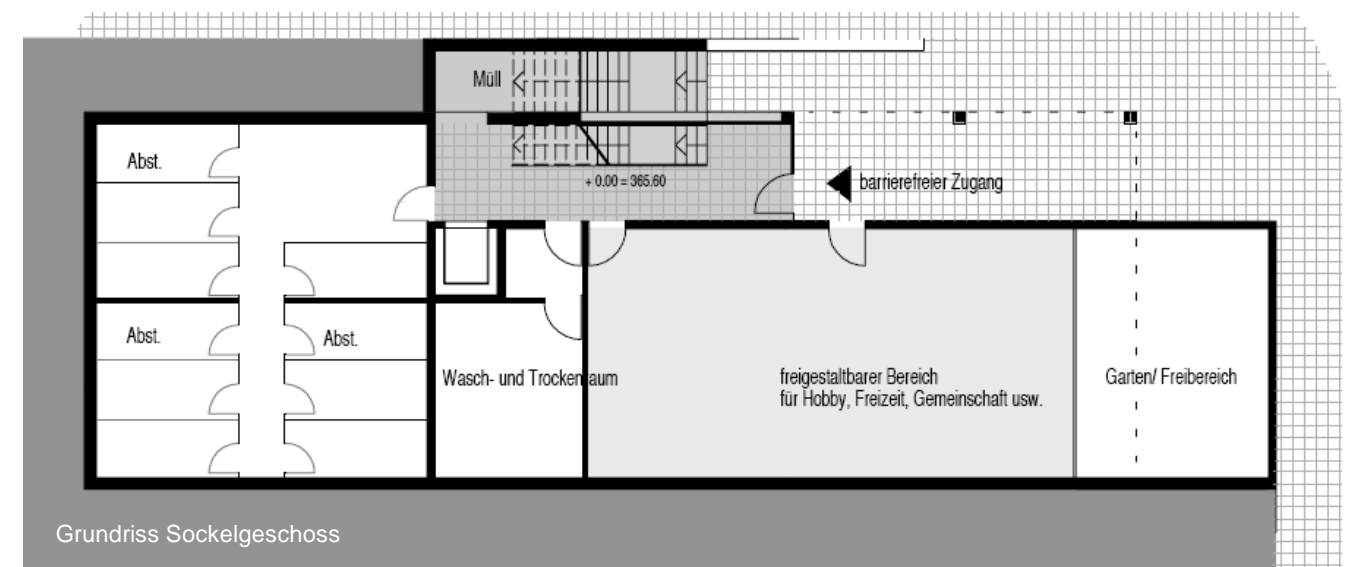 Müll
Abst.
+ 0.00 = 365.60
barrierefreier Zugang
Abst.
Abst.
Wasch- und Trockenraum
freigestaltbarer Bereich
für Hobby, Freizeit, Gemeinschaft usw.
Garten/ Freibereich
Grundriss Sockelgeschoss